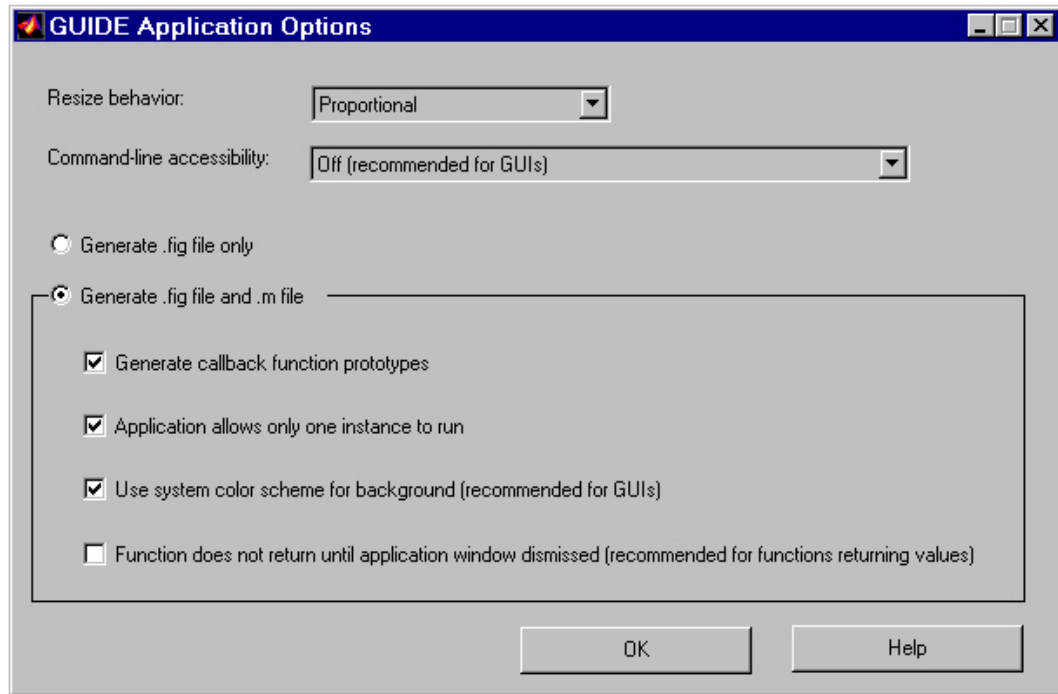 GUIDE Application Options
Resize behavior: Proportional
Command-line accessibility: Off (recommended for GUIs)
Generate .fig file only
Generate .fig file and .m file
Generate callback function prototypes
Application allows only one instance to run
Use system color scheme for background (recommended for GUIs)
Function does not return until application window dismissed (recommended for functions returning values)
OK Help